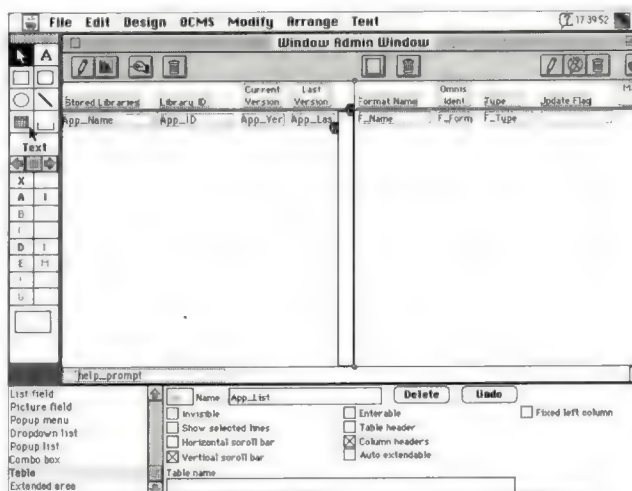 File Edit Design OCMS Modify Arrange Text 17 39 52
Window Admin Window
A
Current Last Omnis
Stored Libraries Library ID Version Version Format Name Ident Type Update Flag
App_Name App_ID App_Ver App_Las F_Name F_Form F_Type
Text
X
A I
B
D I
E M
help_prompt
List field
Picture field
Popup menu
Dropdown list
Popup list
Combo box
Table
Extended area
Name App_List Delete Undo
Invisible Enterable Fixed left column
Show selected lines Table header
Horizontal scroll bar Column headers
Vertical scroll bar Auto extendable
Table name